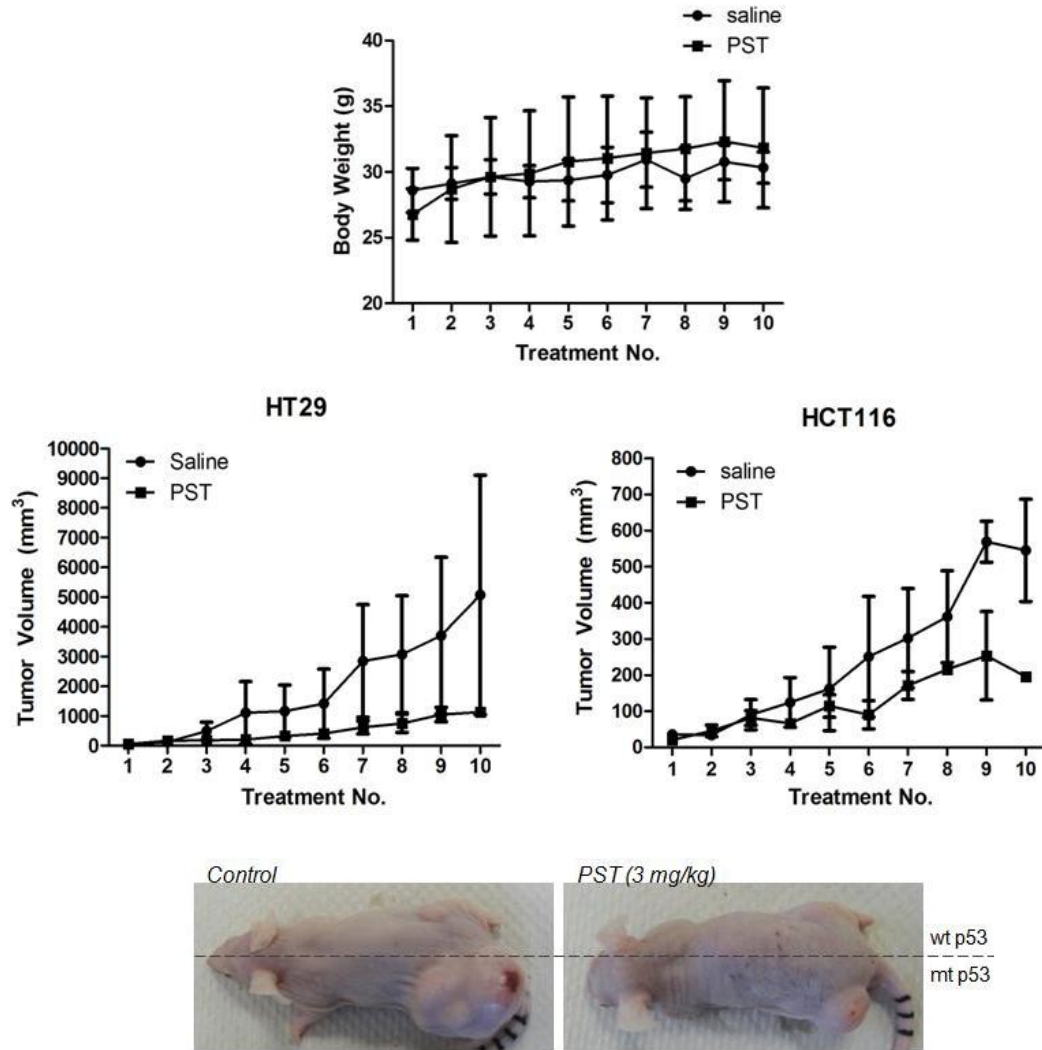 saline
PST
40
35
30
25
20
Body Weight (g)
1 2 3 4 5 6 7 8 9 10
Treatment No.
HT29
Saline
PST
10000
9000
8000
7000
6000
5000
4000
3000
2000
1000
0
Tumor Volume (mm³)
1 2 3 4 5 6 7 8 9 10
Treatment No.
HCT116
saline
PST
800
700
600
500
400
300
200
100
0
Tumor Volume (mm³)
1 2 3 4 5 6 7 8 9 10
Treatment No.
Control
PST (3 mg/kg)
wt p53
mt p53